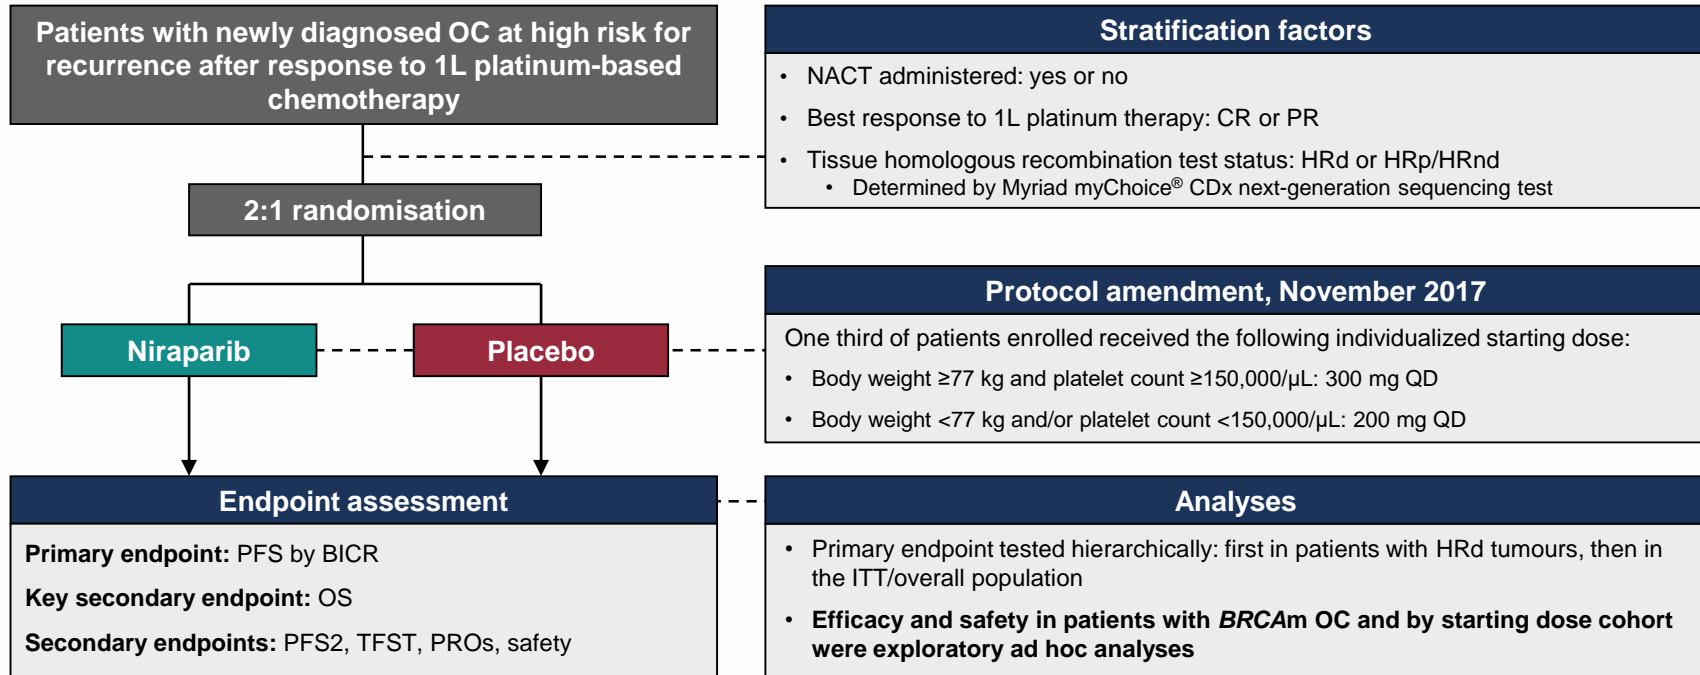 Patients with newly diagnosed OC at high risk for
recurrence after response to 1L platinum-based
chemotherapy
2:1 randomisation
Niraparib
Placebo
Endpoint assessment
Primary endpoint: PFS by BICR
Key secondary endpoint: OS
Secondary endpoints: PFS2, TFST, PROs, safety
Stratification factors
• NACT administered: yes or no
• Best response to 1L platinum therapy: CR or PR
• Tissue homologous recombination test status: HRd or HRp/HRnd
• Determined by Myriad myChoice® CDx next-generation sequencing test
Protocol amendment, November 2017
One third of patients enrolled received the following individualized starting dose:
• Body weight ≥77 kg and platelet count ≥150,000/µL: 300 mg QD
• Body weight <77 kg and/or platelet count <150,000/µL: 200 mg QD
Analyses
• Primary endpoint tested hierarchically: first in patients with HRd tumours, then in
the ITT/overall population
• Efficacy and safety in patients with BRCAm OC and by starting dose cohort
were exploratory ad hoc analyses